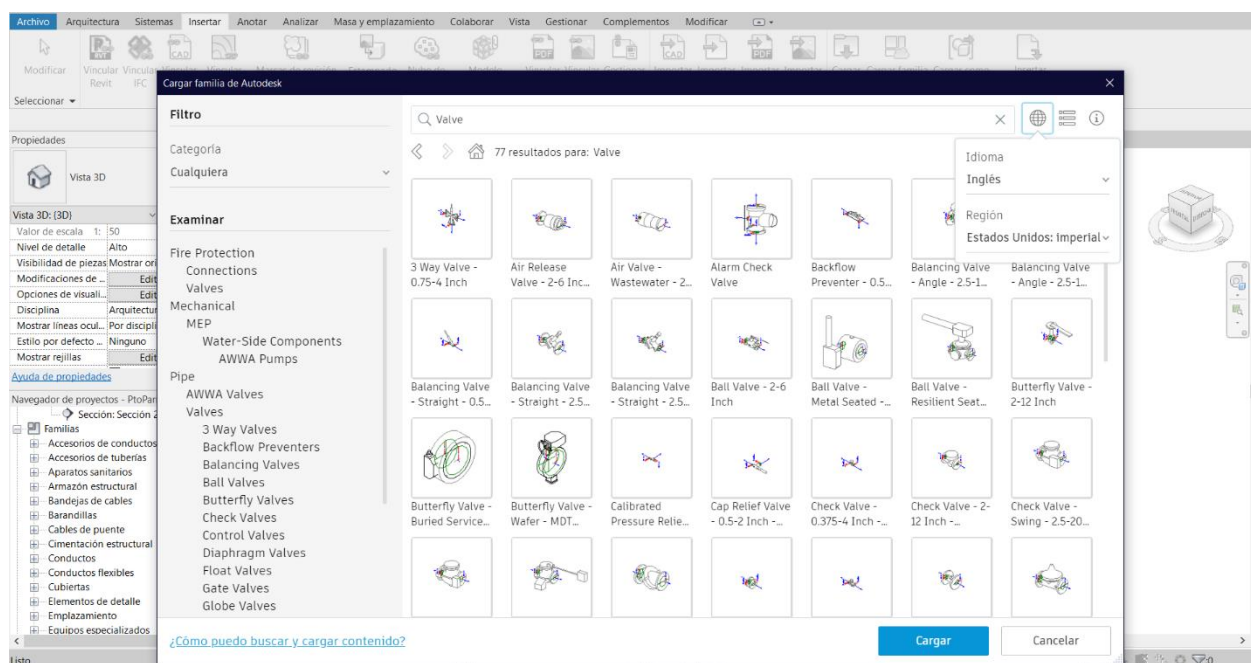 Archivo Arquitectura Sistemas Insertar Anotar Analizar Masa y emplazamiento Colaborar Vista Gestionar Complementos Modificar
Modificar
Vincular Revit
Vincular IFC
Seleccionar
Propiedades
Vista 3D
Vista 3D: {3D}
Valor de escala 1: 50
Nivel de detalle Alto
Visibilidad de piezas Mostrar ori
Modificaciones de ... Edit
Opciones de visuali... Edit
Disciplina Arquitectur
Mostrar líneas ocul... Por discipli
Estilo por defecto ... Ninguno
Mostrar rejillas Edit
Ayuda de propiedades
Navegador de proyectos - PtoPar
Sección: Sección 2
Familias
Accesorios de conductos
Accesorios de tuberías
Aparatos sanitarios
Armazón estructural
Bandejas de cables
Barandillas
Cables de puente
Cimentación estructural
Conductos
Conductos flexibles
Cubiertas
Elementos de detalle
Emplazamiento
Equipos especializados
Listo
Cargar familia de Autodesk
Filtro
Categoría
Cualquiera
Examinar
Fire Protection
Connections
Valves
Mechanical
MEP
Water-Side Components
AWWA Pumps
Pipe
AWWA Valves
Valves
3 Way Valves
Backflow Preventers
Balancing Valves
Ball Valves
Butterfly Valves
Check Valves
Control Valves
Diaphragm Valves
Float Valves
Gate Valves
Globe Valves
¿Cómo puedo buscar y cargar contenido?
Valve
77 resultados para: Valve
Idioma
Inglés
Región
Estados Unidos: Imperial
3 Way Valve -
0.75-4 Inch
Air Release
Valve - 2-6 Inc...
Air Valve -
Wastewater - 2...
Alarm Check
Valve
Backflow
Preventer - 0.5...
Balancing Valve
- Angle - 2.5-1...
Balancing Valve
- Angle - 2.5-1...
Balancing Valve
- Straight - 0.5...
Balancing Valve
- Straight - 2.5...
Balancing Valve
- Straight - 2.5...
Ball Valve - 2-6
Inch
Ball Valve -
Metal Seated -...
Ball Valve -
Resilient Seat...
Butterfly Valve -
2-12 Inch
Butterfly Valve -
Buried Service...
Butterfly Valve -
Wafer - MDT...
Calibrated
Pressure Relie...
Cap Relief Valve
- 0.5-2 Inch -...
Check Valve -
0.375-4 Inch -...
Check Valve - 2-
12 Inch -...
Check Valve -
Swing - 2.5-20...
Cargar
Cancelar